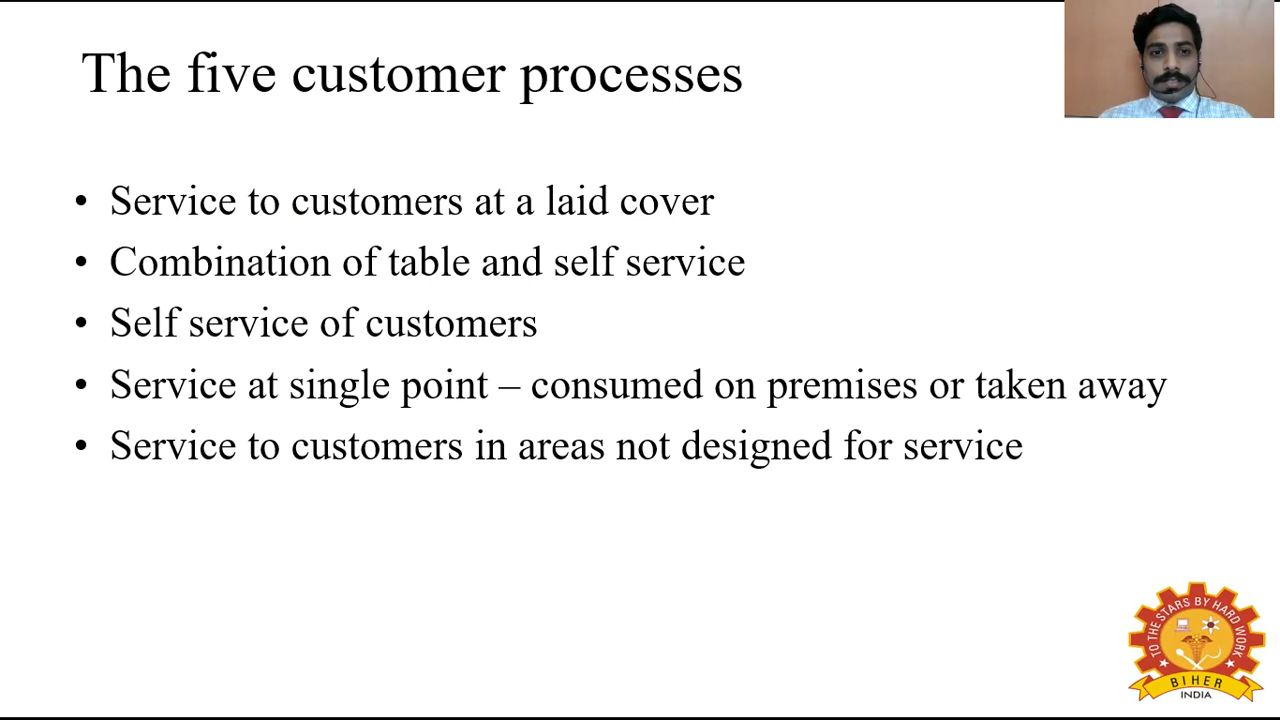 The five customer processes
• Service to customers at a laid cover
• Combination of table and self service
• Self service of customers
• Service at single point – consumed on premises or taken away
• Service to customers in areas not designed for service
TO THE STARS BY HARD WORK
BIHER
INDIA